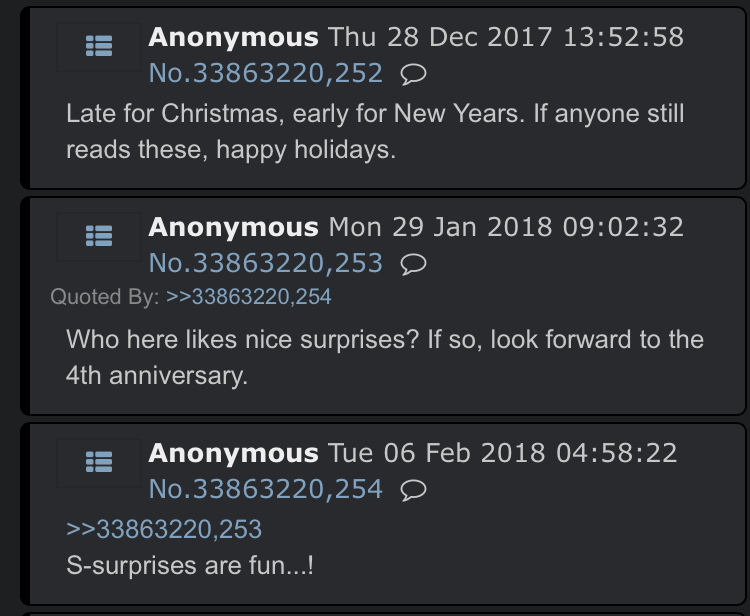 Anonymous Thu 28 Dec 2017 13:52:58
No.33863220,252
Late for Christmas, early for New Years. If anyone still
reads these, happy holidays.
Anonymous Mon 29 Jan 2018 09:02:32
No.33863220,253
Quoted By: >>33863220,254
Who here likes nice surprises? If so, look forward to the
4th anniversary.
Anonymous Tue 06 Feb 2018 04:58:22
No.33863220,254
>>33863220,253
S-surprises are fun...!